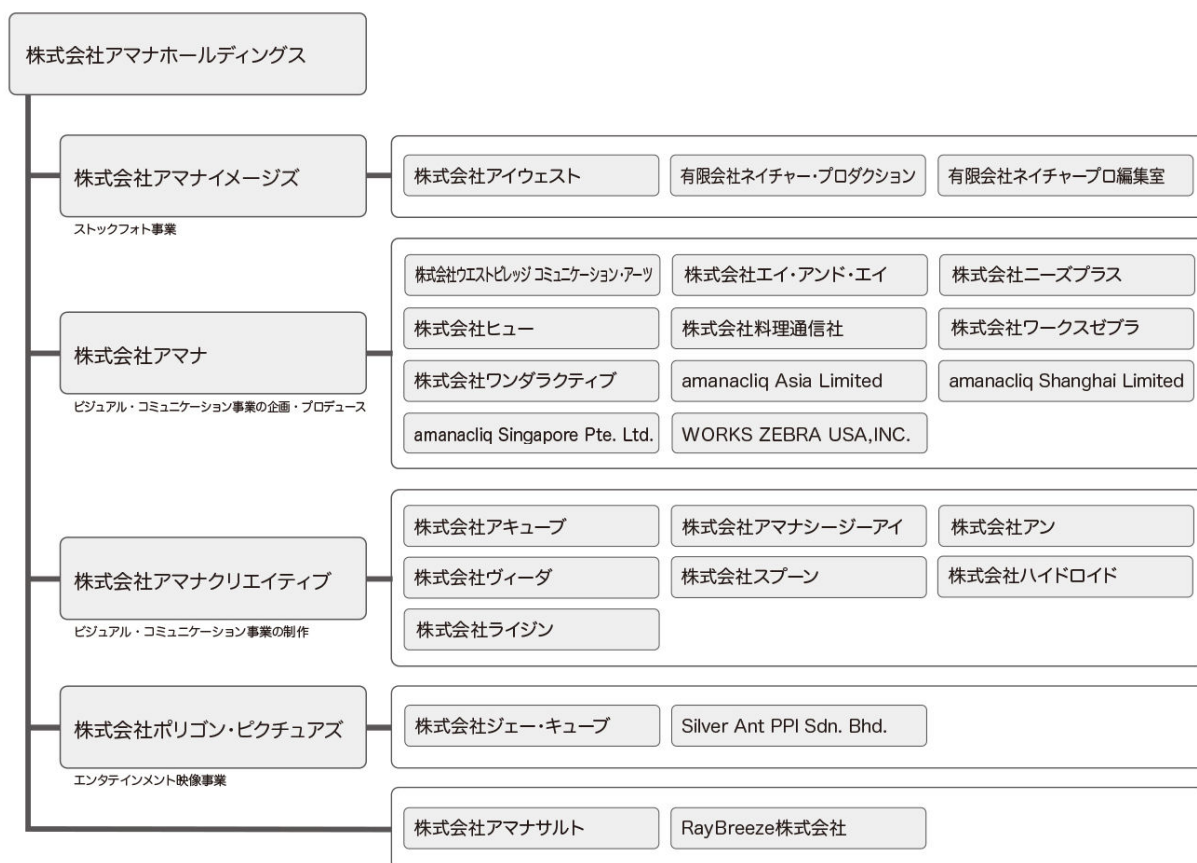 株式会社アマナホールディングス
株式会社アマナイメージズ
ストックフォト事業
株式会社アイウェスト
有限会社ネイチャー・プロダクション
有限会社ネイチャープロ編集室
株式会社アマナ
ビジュアル・コミュニケーション事業の企画・プロデュース
株式会社ウエストビレッジ コミュニケーション・アーツ
株式会社エイ・アンド・エイ
株式会社ニーズプラス
株式会社ヒュー
株式会社料理通信社
株式会社ワークスゼブラ
株式会社ワンダラクティブ
amanacliq Asia Limited
amanacliq Shanghai Limited
amanacliq Singapore Pte. Ltd.
WORKS ZEBRA USA,INC.
株式会社アマナクリエイティブ
ビジュアル・コミュニケーション事業の制作
株式会社アキューブ
株式会社アマナシージーアイ
株式会社アン
株式会社ヴィーダ
株式会社スプーン
株式会社ハイドロイド
株式会社ライジン
株式会社ポリゴン・ピクチュアズ
エンタテインメント映像事業
株式会社ジェー・キューブ
Silver Ant PPI Sdn. Bhd.
株式会社アマナサルト
RayBreeze株式会社